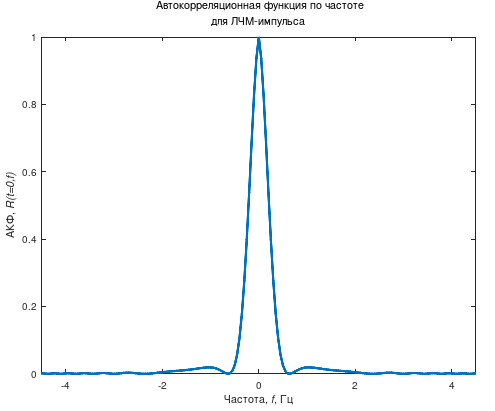 Автокорреляционная функция по частоте
для ЛЧМ-импульса
1
0.8
0.6
0.4
0.2
0
АКФ, R(t=0,f)
-4 -2 0 2 4
Частота, f, Гц